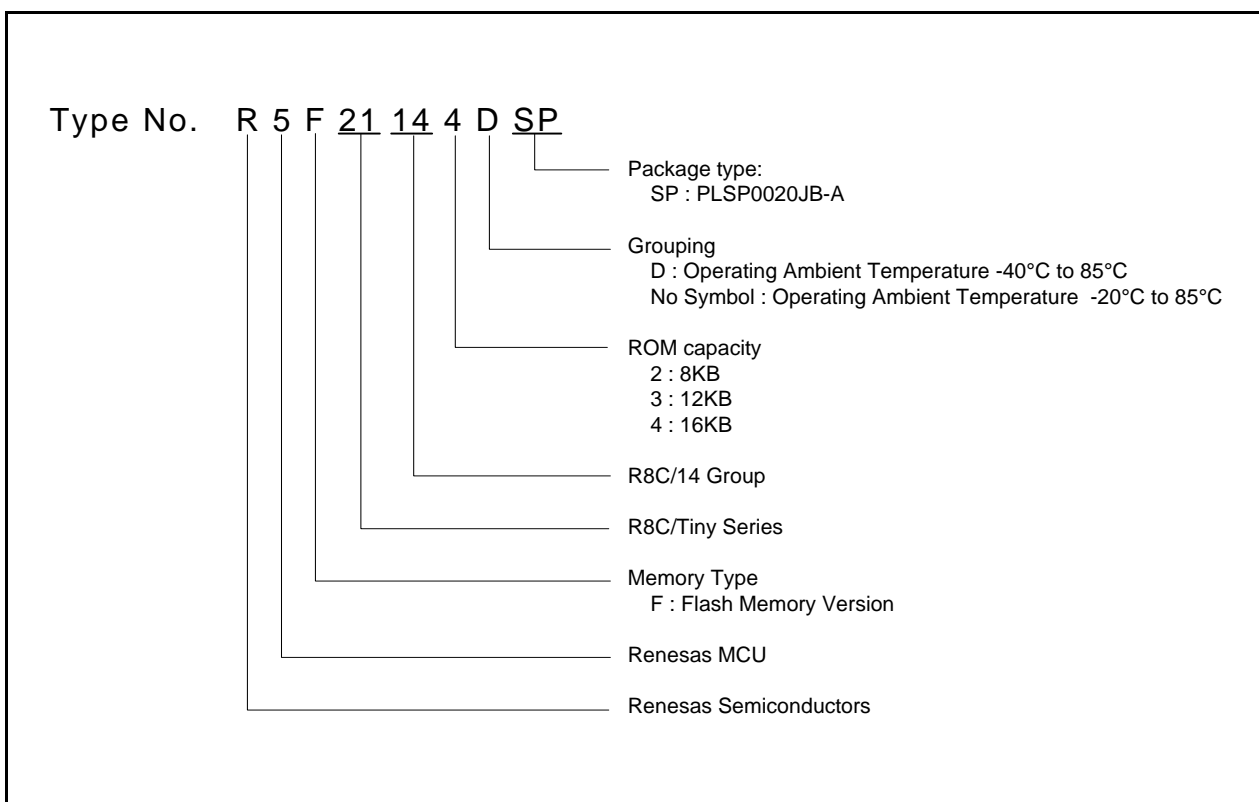 Type No. R 5 F 21 14 4 D SP
Package type:
SP : PLSP0020JB-A
Grouping
D : Operating Ambient Temperature -40°C to 85°C
No Symbol : Operating Ambient Temperature -20°C to 85°C
ROM capacity
2 : 8KB
3 : 12KB
4 : 16KB
R8C/14 Group
R8C/Tiny Series
Memory Type
F : Flash Memory Version
Renesas MCU
Renesas Semiconductors